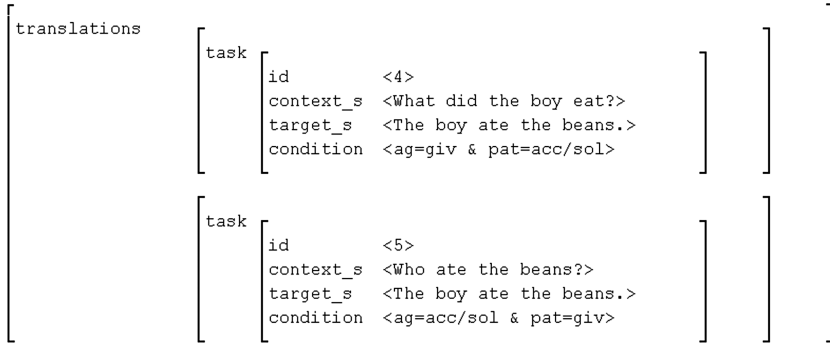 translations
task
id <4>
context_s <What did the boy eat?>
target_s <The boy ate the beans.>
condition <ag=giv & pat=acc/sol>
task
id <5>
context_s <Who ate the beans?>
target_s <The boy ate the beans.>
condition <ag=acc/sol & pat=giv>